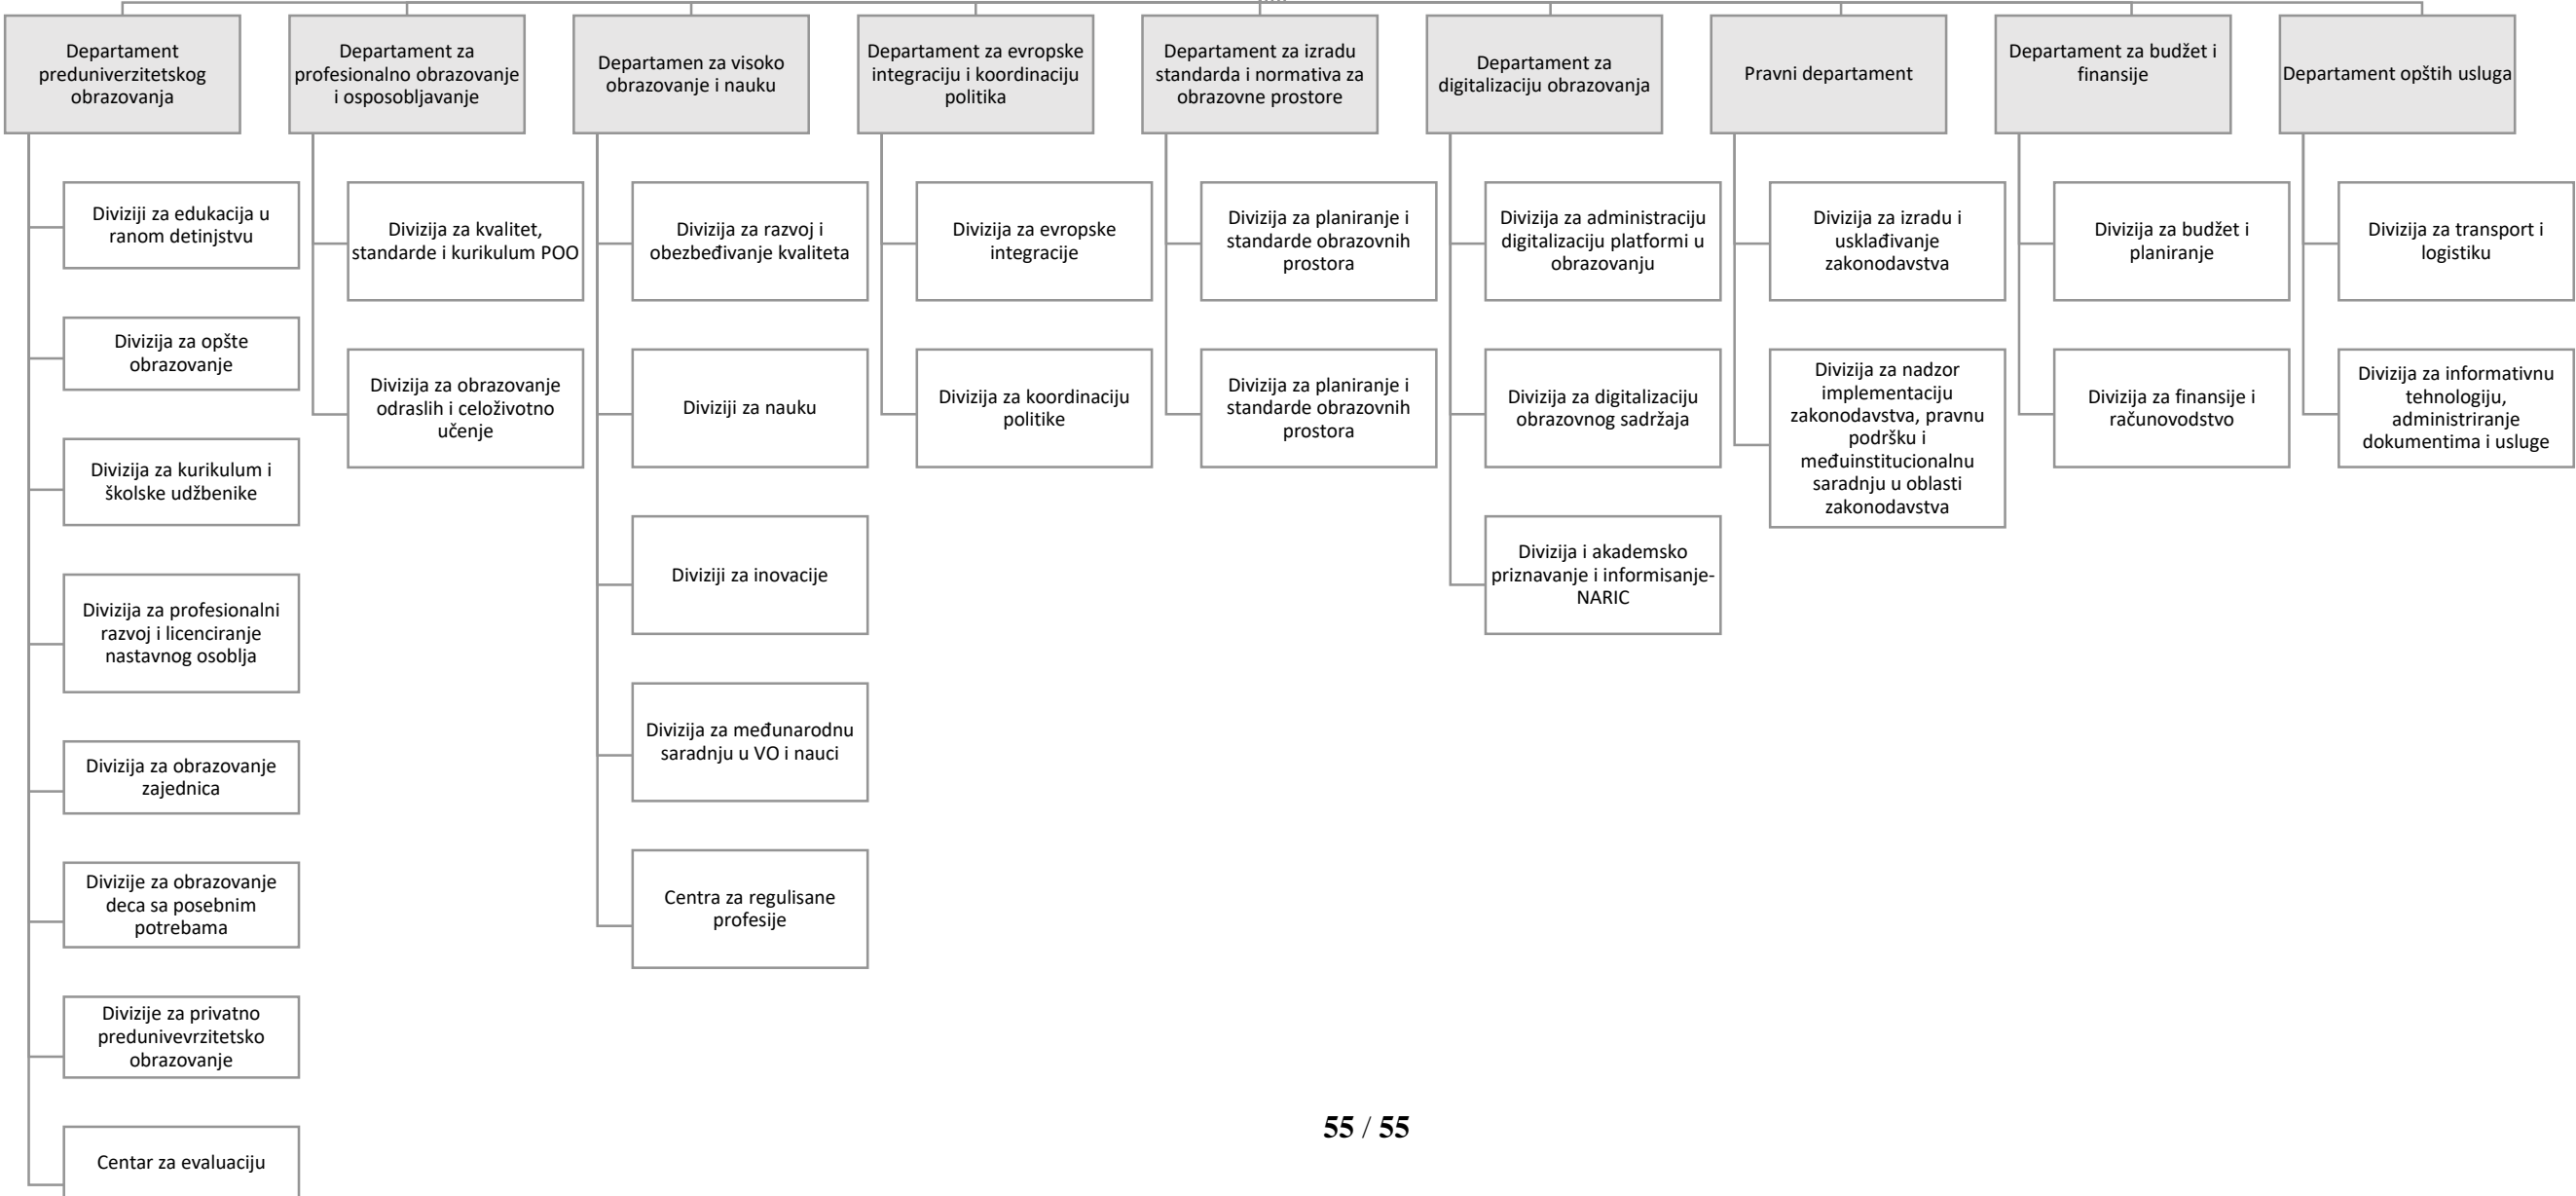 Departament
preduniverzitetskog
obrazovanja
Departament za
profesionalno obrazovanje
i osposobljavanje
Departamen za visoko
obrazovanje i nauku
Departament za evropske
integraciju i koordinaciju
politika
Departament za izradu
standarda i normativa za
obrazovne prostore
Departament za
digitalizaciju obrazovanja
Pravni departament
Departament za budžet i
finansije
Departament opštih usluga
Diviziji za edukacija u
ranom detinjstvu
Divizija za opšte
obrazovanje
Divizija za kurikulum i
školske udžbenike
Divizija za profesionalni
razvoj i licenciranje
nastavnog osoblja
Divizija za obrazovanje
zajednica
Divizije za obrazovanje
deca sa posebnim
potrebama
Divizije za privatno
predunivevrzitetsko
obrazovanje
Centar za evaluaciju
Divizija za kvalitet,
standarde i kurikulum POO
Divizija za obrazovanje
odraslih i celoživotno
učenje
Divizija za razvoj i
obezbeđivanje kvaliteta
Diviziji za nauku
Diviziji za inovacije
Divizija za međunarodnu
saradnju u VO i nauci
Centra za regulisane
profesije
Divizija za evropske
integracije
Divizija za koordinaciju
politike
Divizija za planiranje i
standarde obrazovnih
prostora
Divizija za planiranje i
standarde obrazovnih
prostora
Divizija za administraciju
digitalizaciju platformi u
obrazovanju
Divizija za digitalizaciju
obrazovnog sadržaja
Divizija i akademsko
priznavanje i informisanje-
NARIC
Divizija za izradu i
usklađivanje
zakonodavstva
Divizija za nadzor
implementaciju
zakonodavstva, pravnu
podršku i
međuinstitucionalnu
saradnju u oblasti
zakonodavstva
Divizija za budžet i
planiranje
Divizija za finansije i
računovodstvo
Divizija za transport i
logistiku
Divizija za informativnu
tehnologiju,
administriranje
dokumentima i usluge
55 / 55